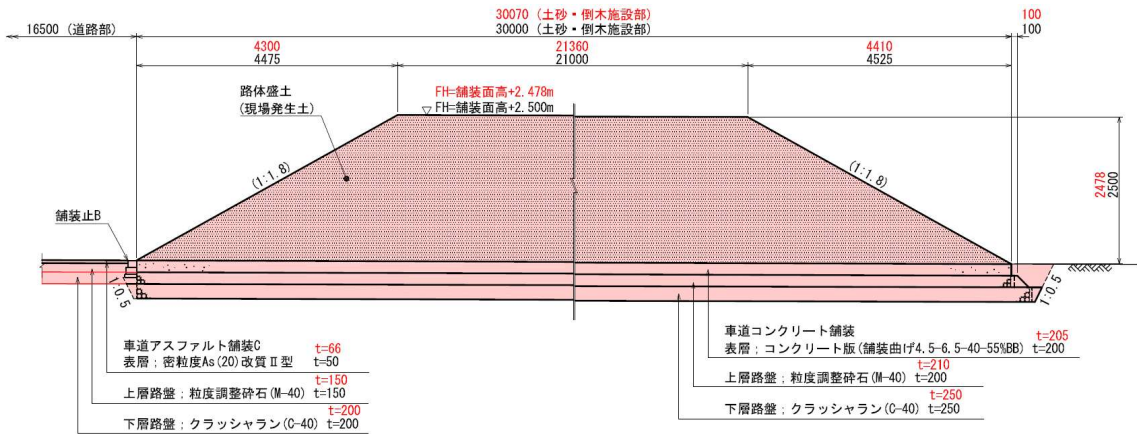 30070 (土砂・倒木施設部)
100
16500 (道路部)
30000 (土砂・倒木施設部)
100
4300
21360
4410
4475
21000
4525
路体盛土
(現場発生土)
FH=舗装面高+2.478m
FH=舗装面高+2.500m
(1:1.8)
(1:1.8)
2478
2500
舗装止B
1:0.5
1:0.5
車道アスファルト舗装C
t=66
表層；密粒度As(20)改質Ⅱ型 t=50
t=150
上層路盤；粒度調整砕石(M-40) t=150
t=200
下層路盤；クラッシャラン(C-40) t=200
車道コンクリート舗装
t=205
表層；コンクリート版(舗装曲げ4.5-6.5-40-55%BB) t=200
t=210
上層路盤；粒度調整砕石(M-40) t=200
t=250
下層路盤；クラッシャラン(C-40) t=250